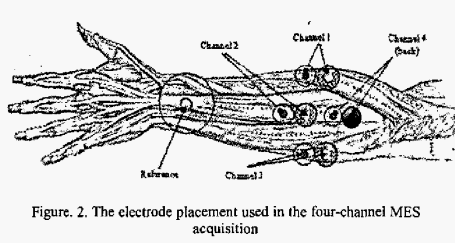 Channel 1
Channel 2
Channel 4
(back)
Reference
Channel 3
Figure. 2. The electrode placement used in the four-channel MES
acquisition